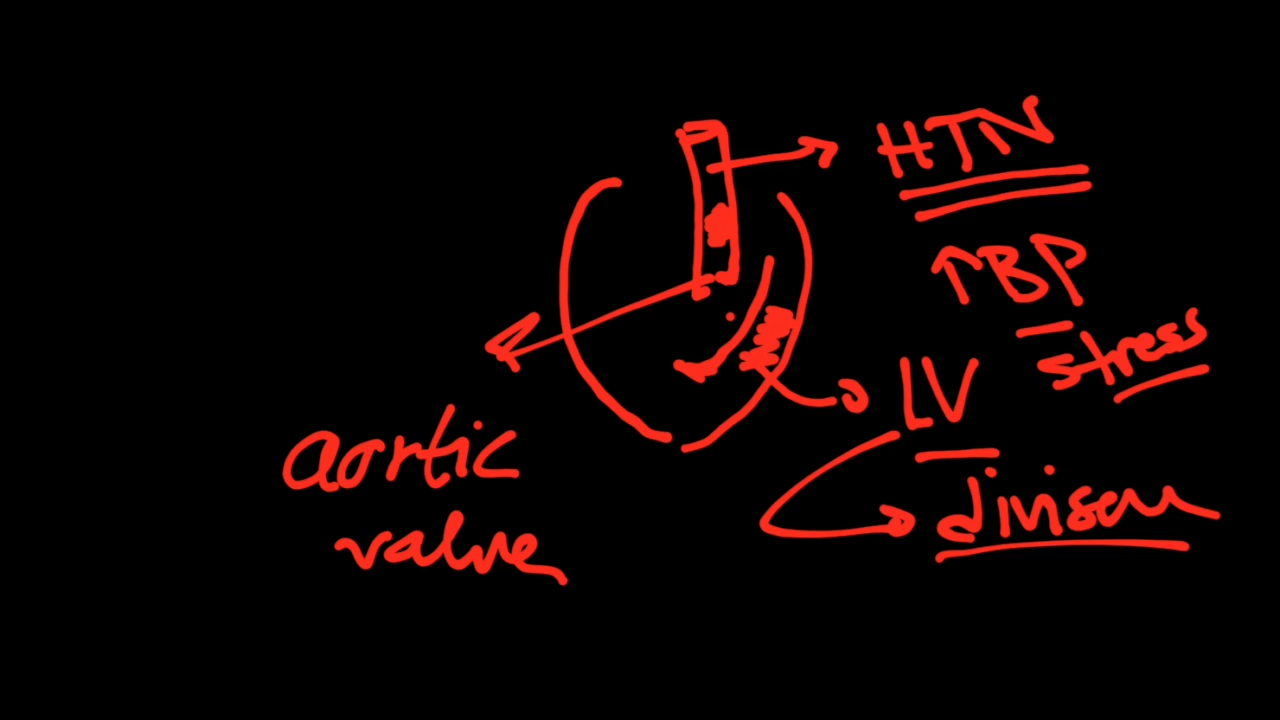 HTN
↑BP
stress
LV
aortic
valve